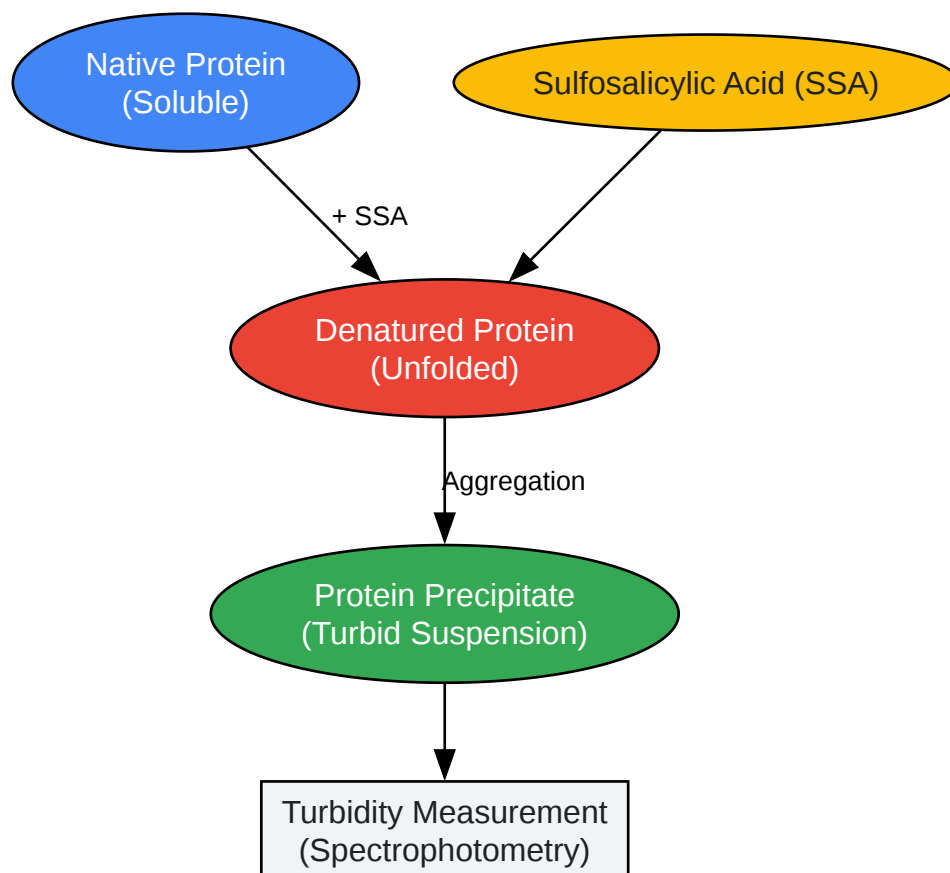 Native Protein
(Soluble)
Sulfosalicylic Acid (SSA)
+ SSA
Denatured Protein
(Unfolded)
Aggregation
Protein Precipitate
(Turbid Suspension)
Turbidity Measurement
(Spectrophotometry)